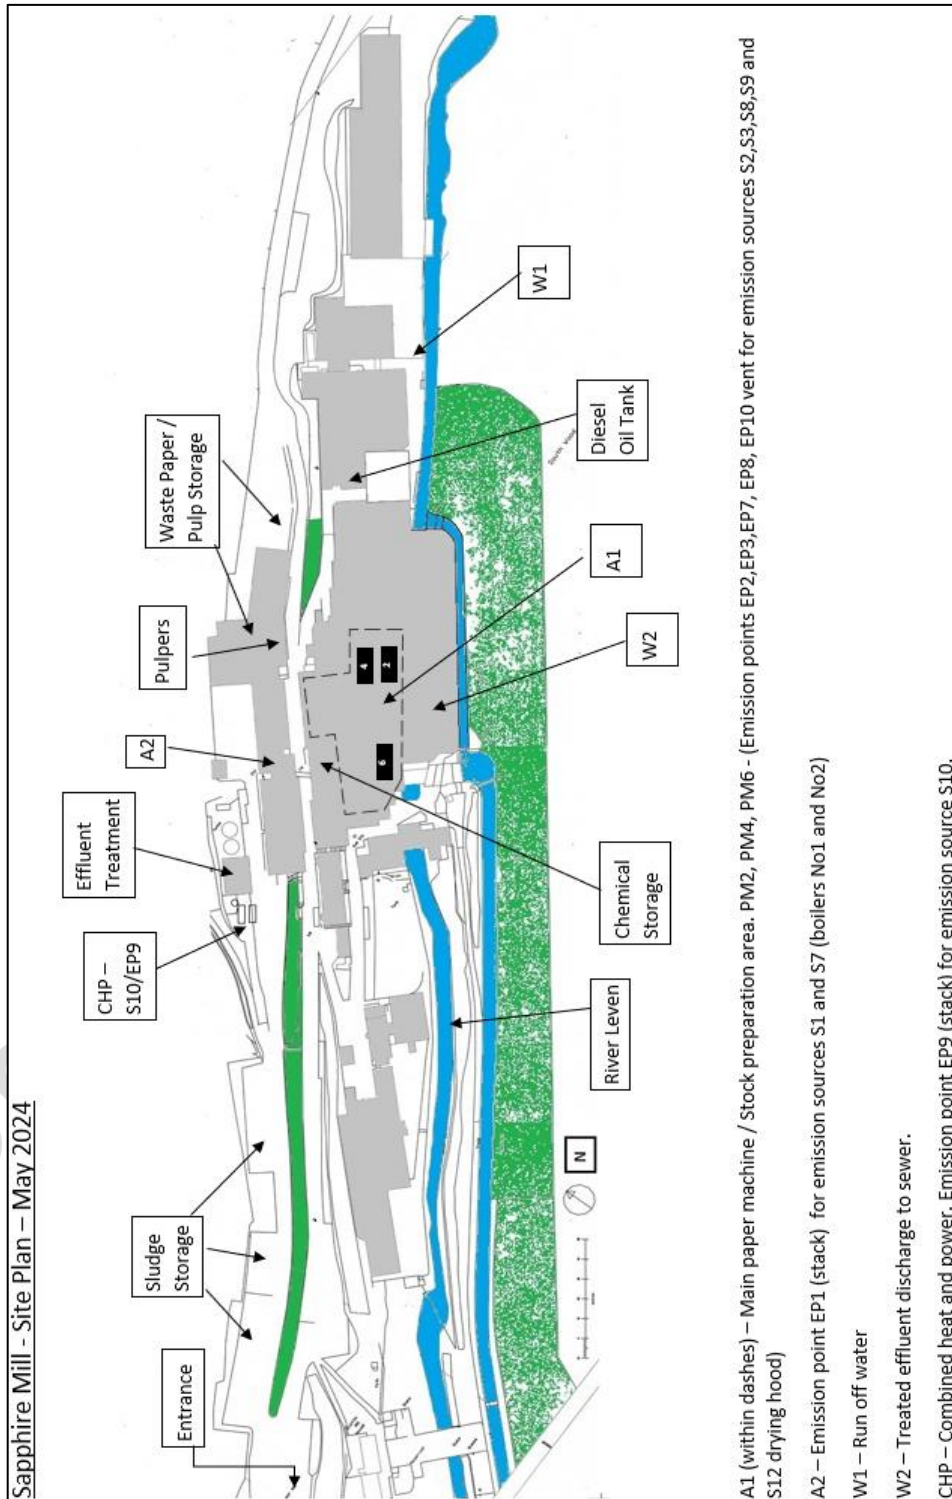 Sapphire Mill - Site Plan – May 2024
Entrance
Sludge
Storage
CHP –
S10/EP9
Effluent
Treatment
A2
Pulpers
Waste Paper /
Pulp Storage
6
4
2
N
River Leven
Chemical
Storage
W2
A1
Diesel
Oil Tank
W1
South Wood
A1 (within dashes) – Main paper machine / Stock preparation area. PM2, PM4, PM6 - (Emission points EP2,EP3,EP7, EP8, EP10 vent for emission sources S2,S3,S8,S9 and
S12 drying hood)
A2 – Emission point EP1 (stack) for emission sources S1 and S7 (boilers No1 and No2)
W1 – Run off water
W2 – Treated effluent discharge to sewer.
CHP – Combined heat and power. Emission point EP9 (stack) for emission source S10.